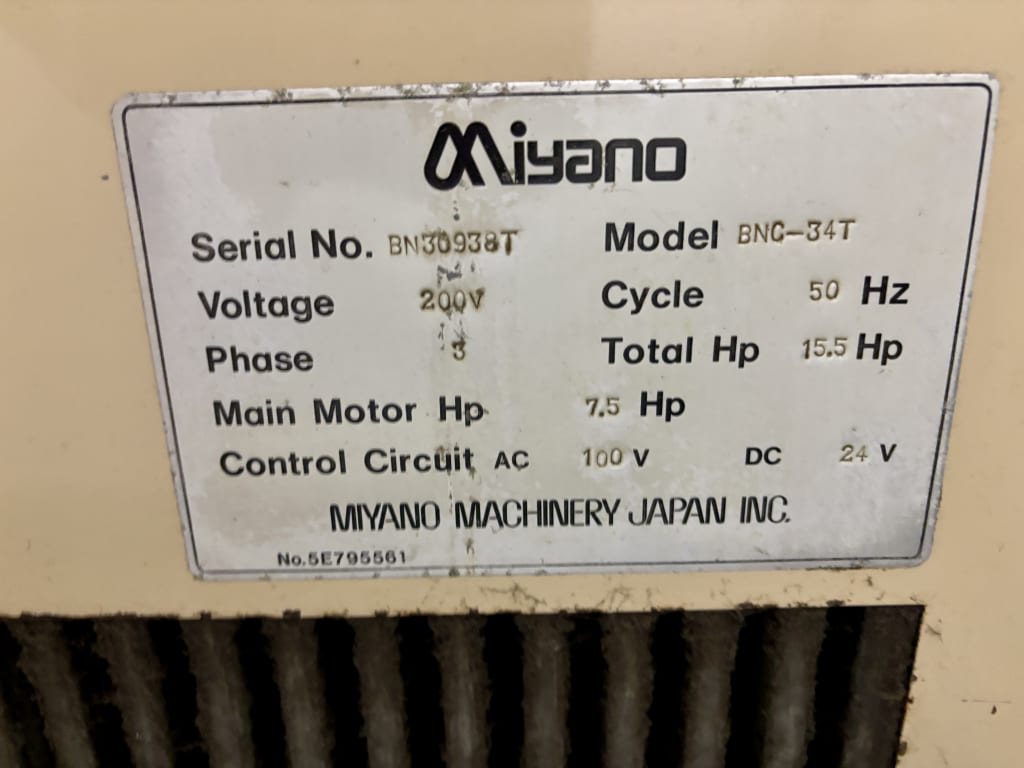 Miyano
Serial No. BN30938T Model BNC-34T
Voltage 200V Cycle 50 Hz
Phase 3 Total Hp 15.5 Hp
Main Motor Hp 7.5 Hp
Control Circuit AC 100 V DC 24 V
MIYANO MACHINERY JAPAN INC.
No.5E795561